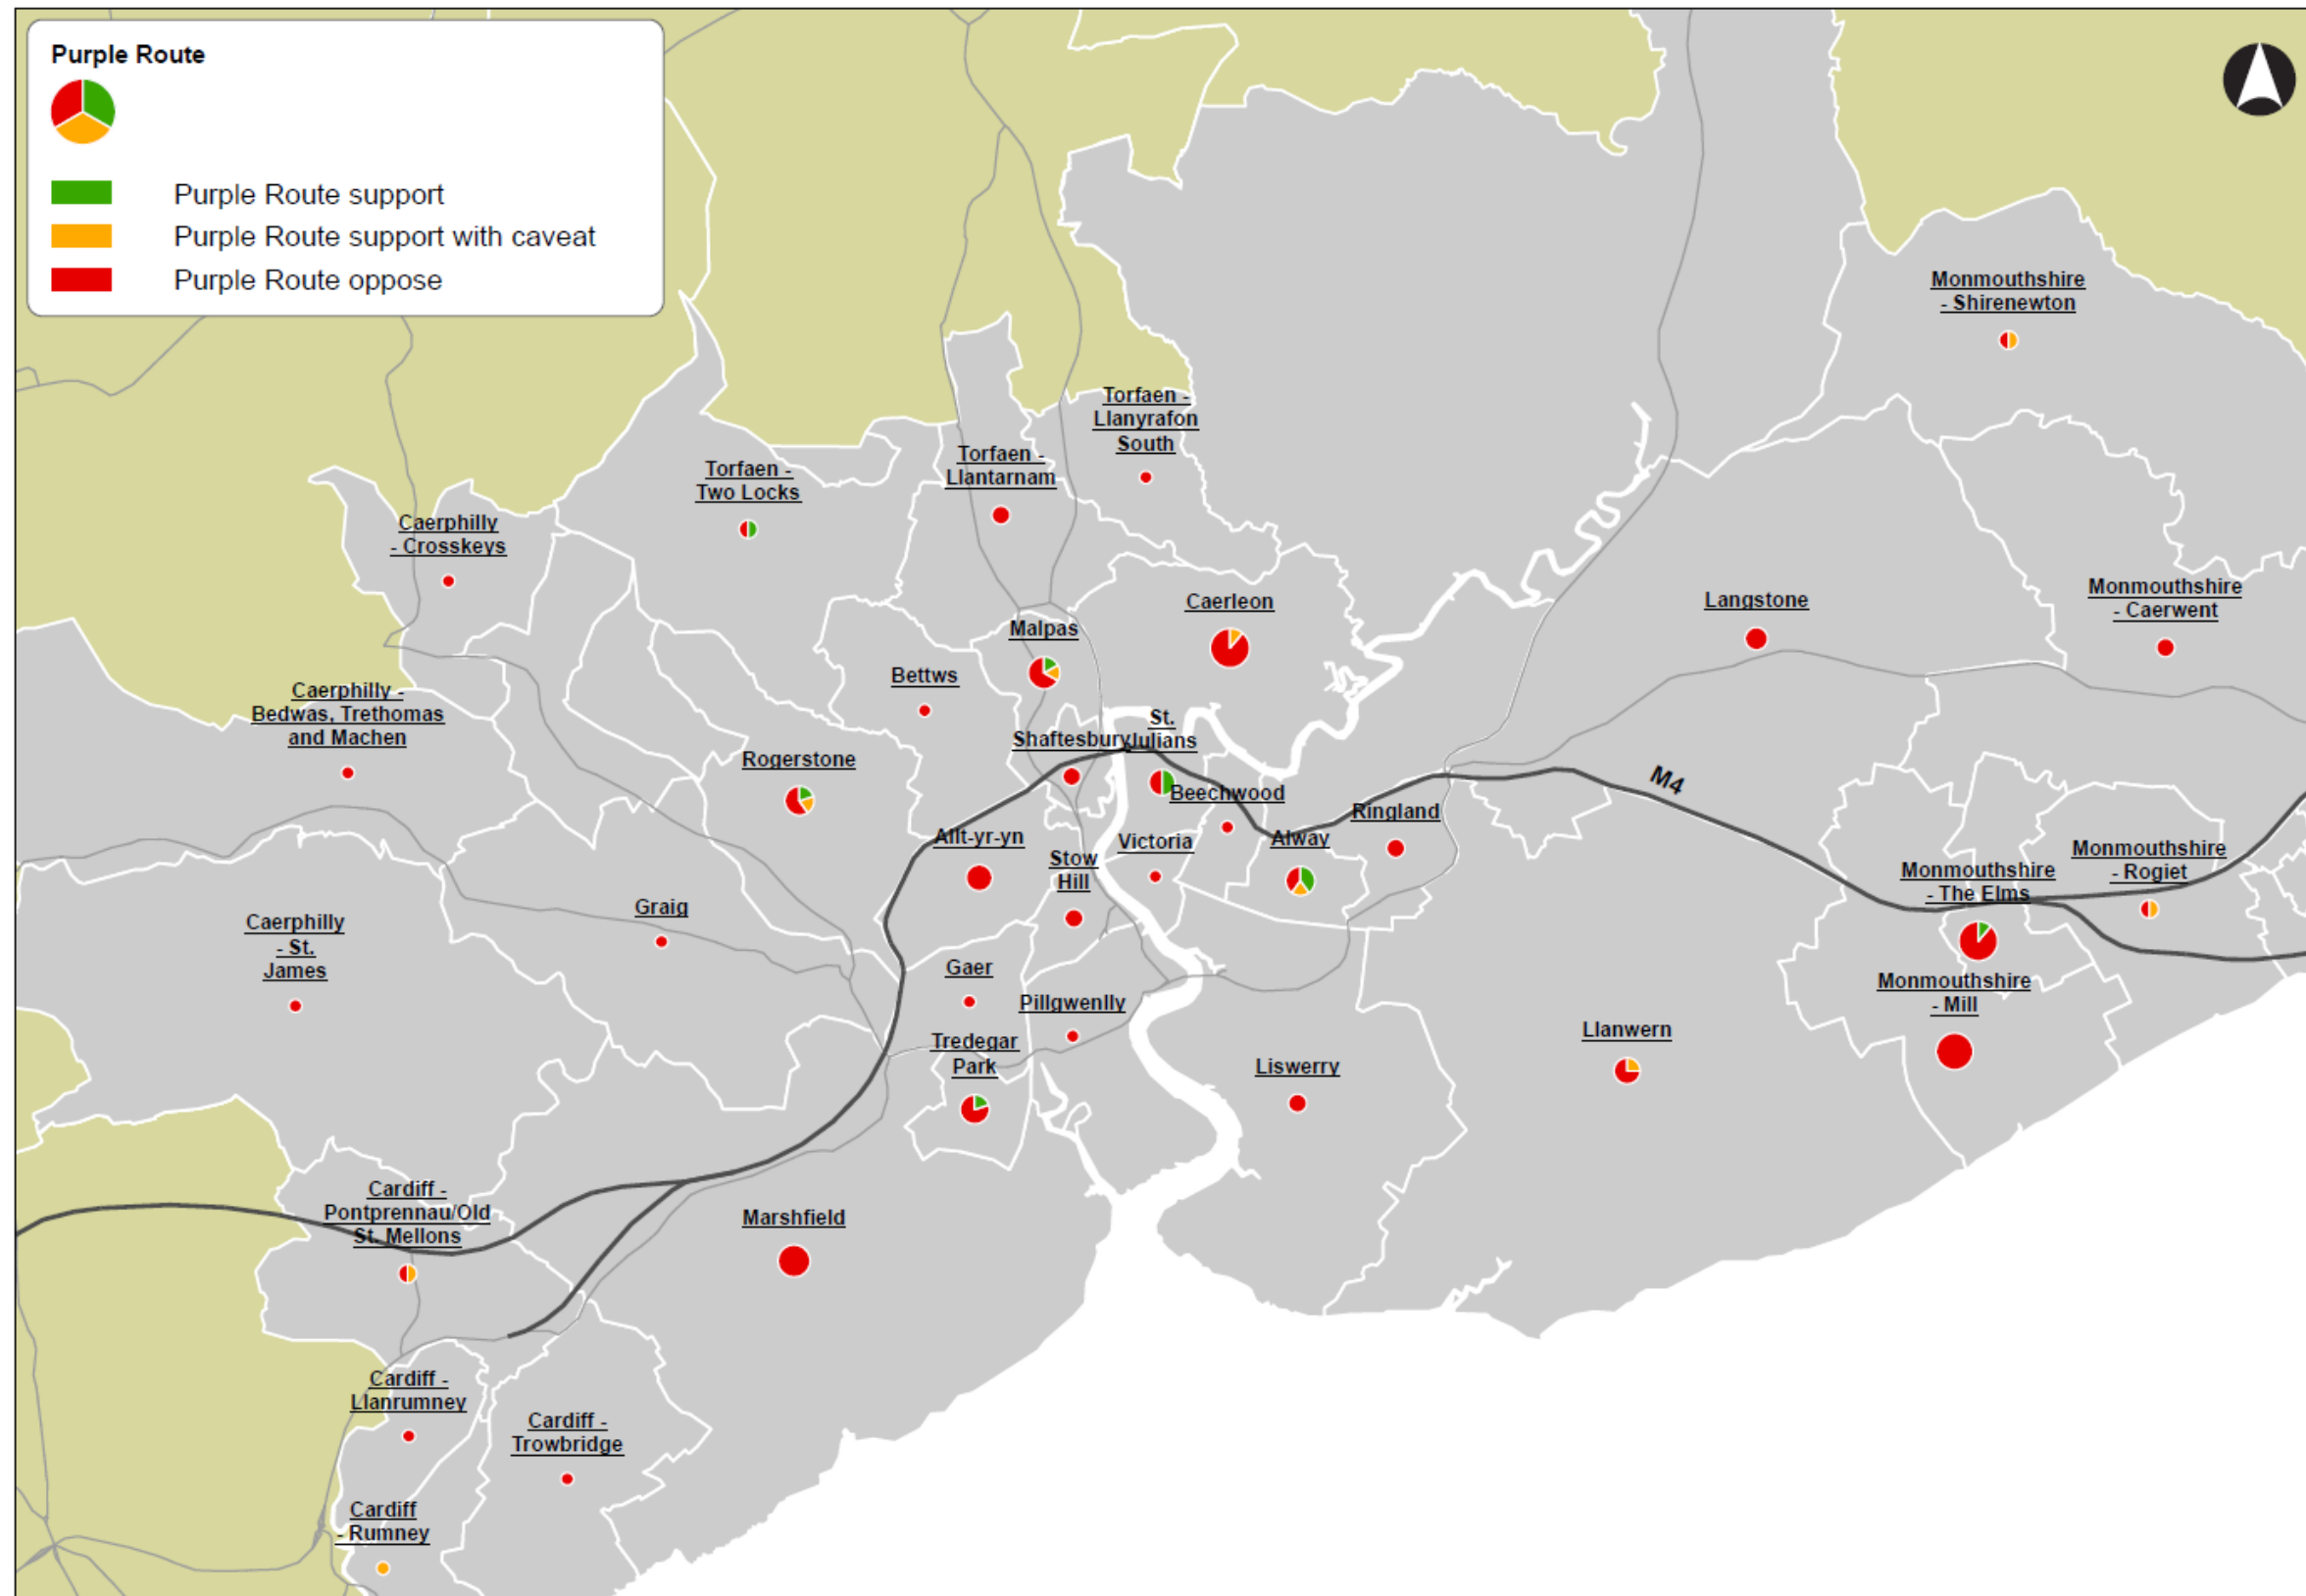 Purple Route
Purple Route support
Purple Route support with caveat
Purple Route oppose
Monmouthshire
- Shirenewton
Torfaen -
Llanyrafon
South
Torfaen -
Llantarnam
Torfaen -
Two Locks
Caerphilly
- Crosskeys
Caerleon
Langstone
Monmouthshire
- Caerwent
Malpas
Bettws
Caerphilly -
Bedwas, Trethomas
and Machen
St.
Julians
Shaftesbury
Rogerstone
M4
Beechwood
Ringland
Allt-yr-yn
Victoria
Alway
Stow
Hill
Monmouthshire
- Rogiet
Monmouthshire
- The Elms
Graig
Caerphilly
- St.
James
Gaer
Pillgwenlly
Monmouthshire
- Mill
Llanwern
Tredegar
Park
Liswerry
Cardiff -
Pontprennau/Old
St. Mellons
Marshfield
Cardiff -
Llanrumney
Cardiff -
Trowbridge
Cardiff
- Rumney